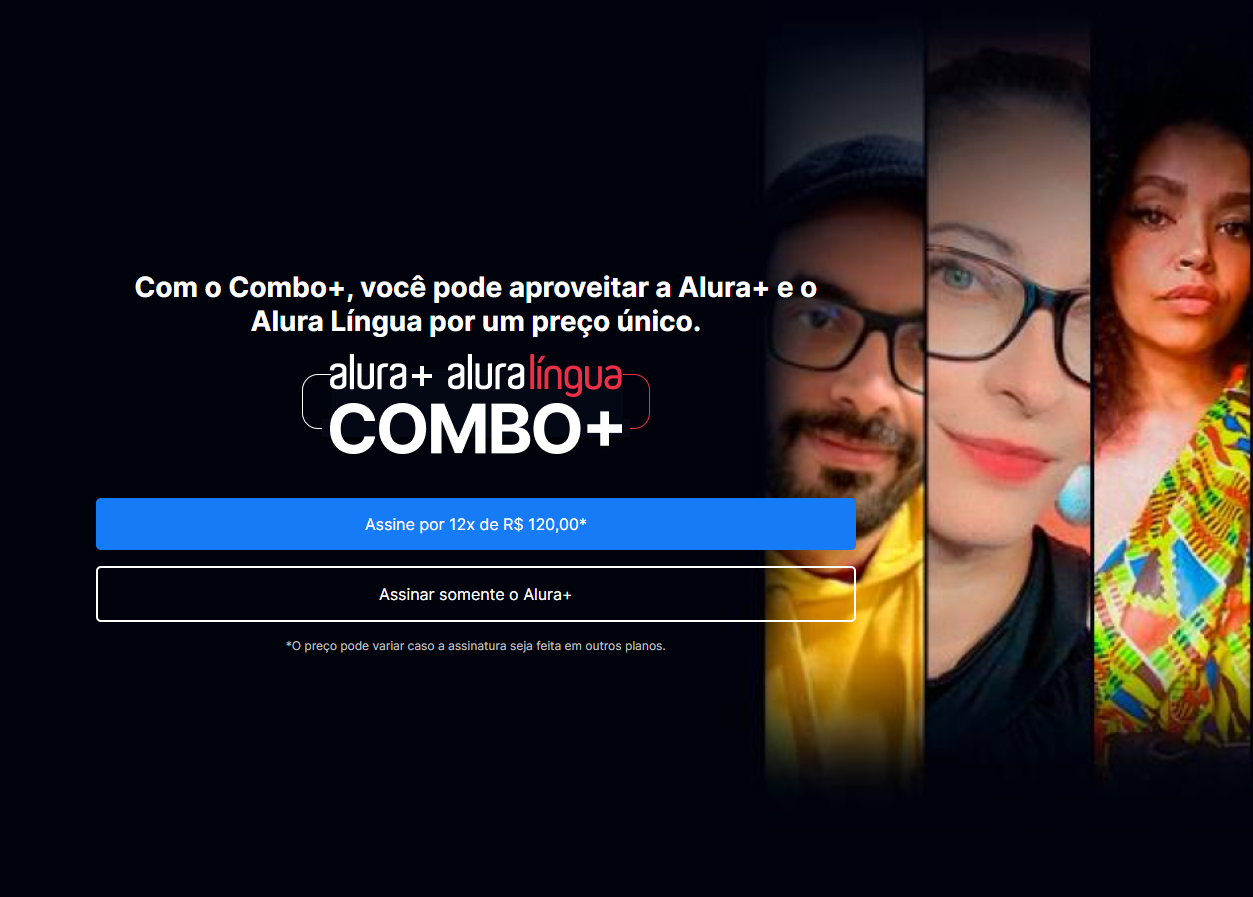 Com o Combo+, você pode aproveitar a Alura+ e o
Alura Língua por um preço único.
alura+ aluralíngua
COMBO+
Assine por 12x de R$ 120,00*
Assinar somente o Alura+
*O preço pode variar caso a assinatura seja feita em outros planos.